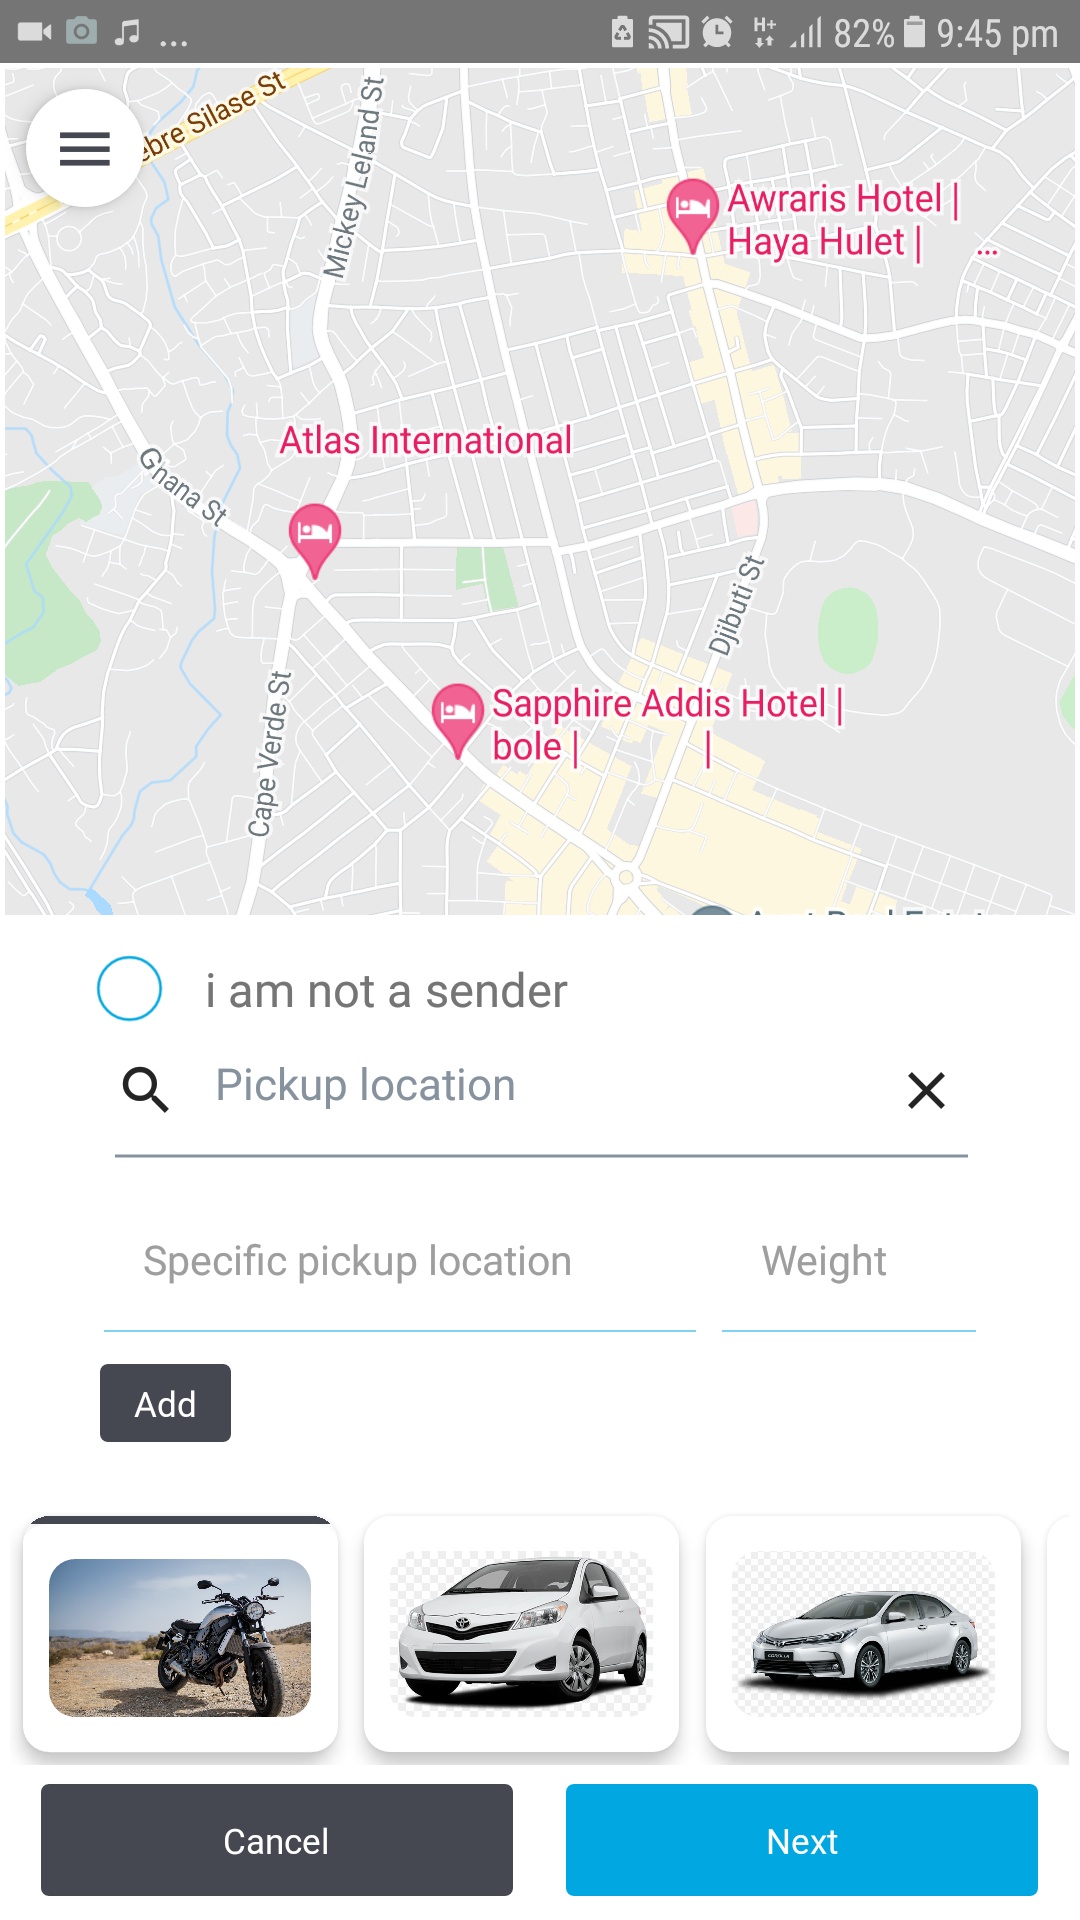 ... 82% 9:45 pm
ebre Silase St
Mickey Leland St
Awraris Hotel |
Haya Hulet | ...
Atlas International
Gnana St
Djibuti St
Sapphire Addis Hotel |
bole | |
Cape Verde St
i am not a sender
Pickup location
Specific pickup location
Weight
Add
Cancel
Next